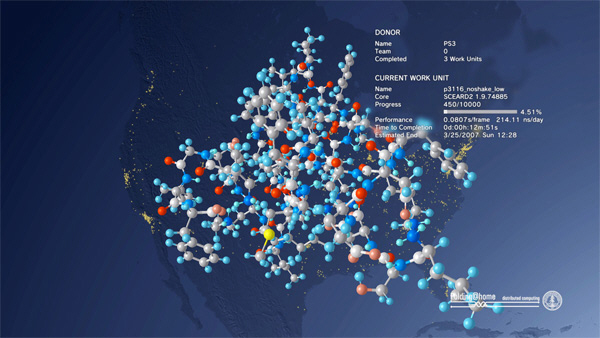 DONOR
Name PS3
Team 0
Completed 3 Work Units
CURRENT WORK UNIT
Name p3116_noshake_low
Core SCEARD2 1.9.74885
Progress 450/10000
4.51%
Performance 0.0807s/frame 214.11 ns/day
Time to Completion 0d:00h:12m:51s
Estimated End 3/25/2007 Sun 12:28
Folding@home distributed computing